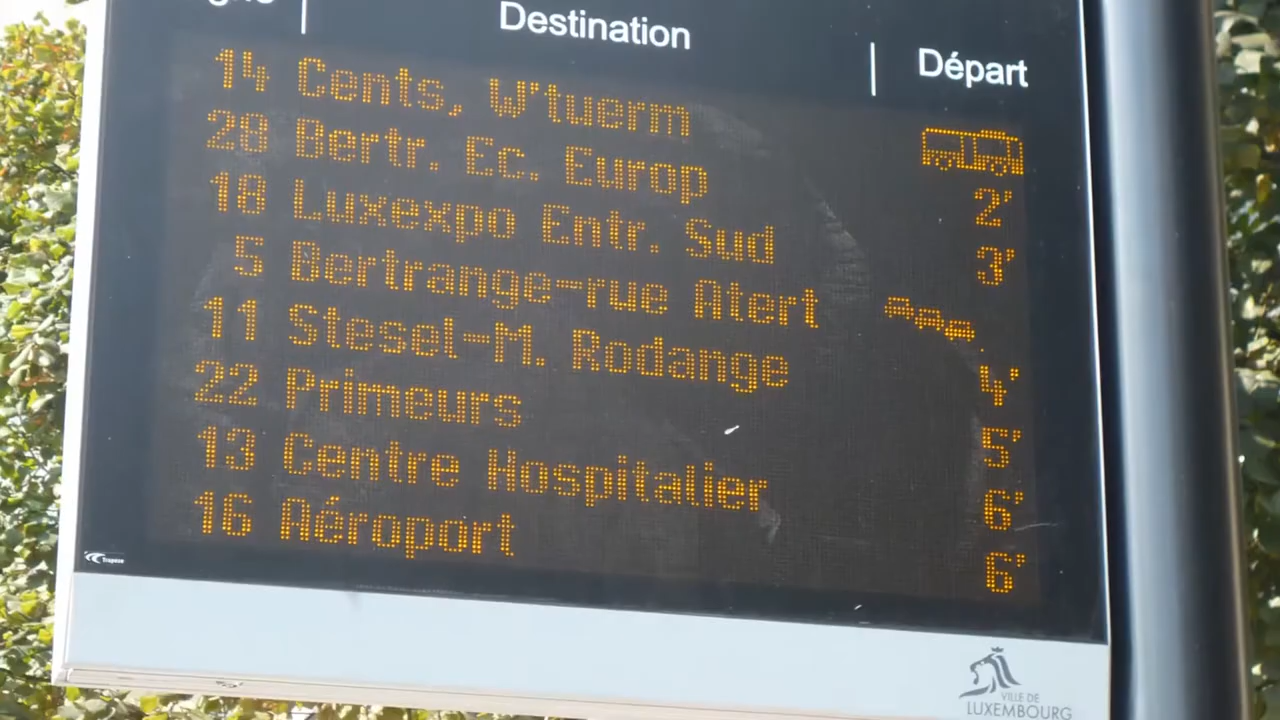 Destination
Départ
14 Cents, W'tuerm
28 Bertr. Ec. Europ 2'
18 Luxexpo Entr. Sud 3'
5 Bertrange-rue Atert
11 Stesel-M. Rodange 4'
22 Primeurs 5'
13 Centre Hospitalier 6'
16 Aéroport 6'
Trapeze
VILLE DE
LUXEMBOURG